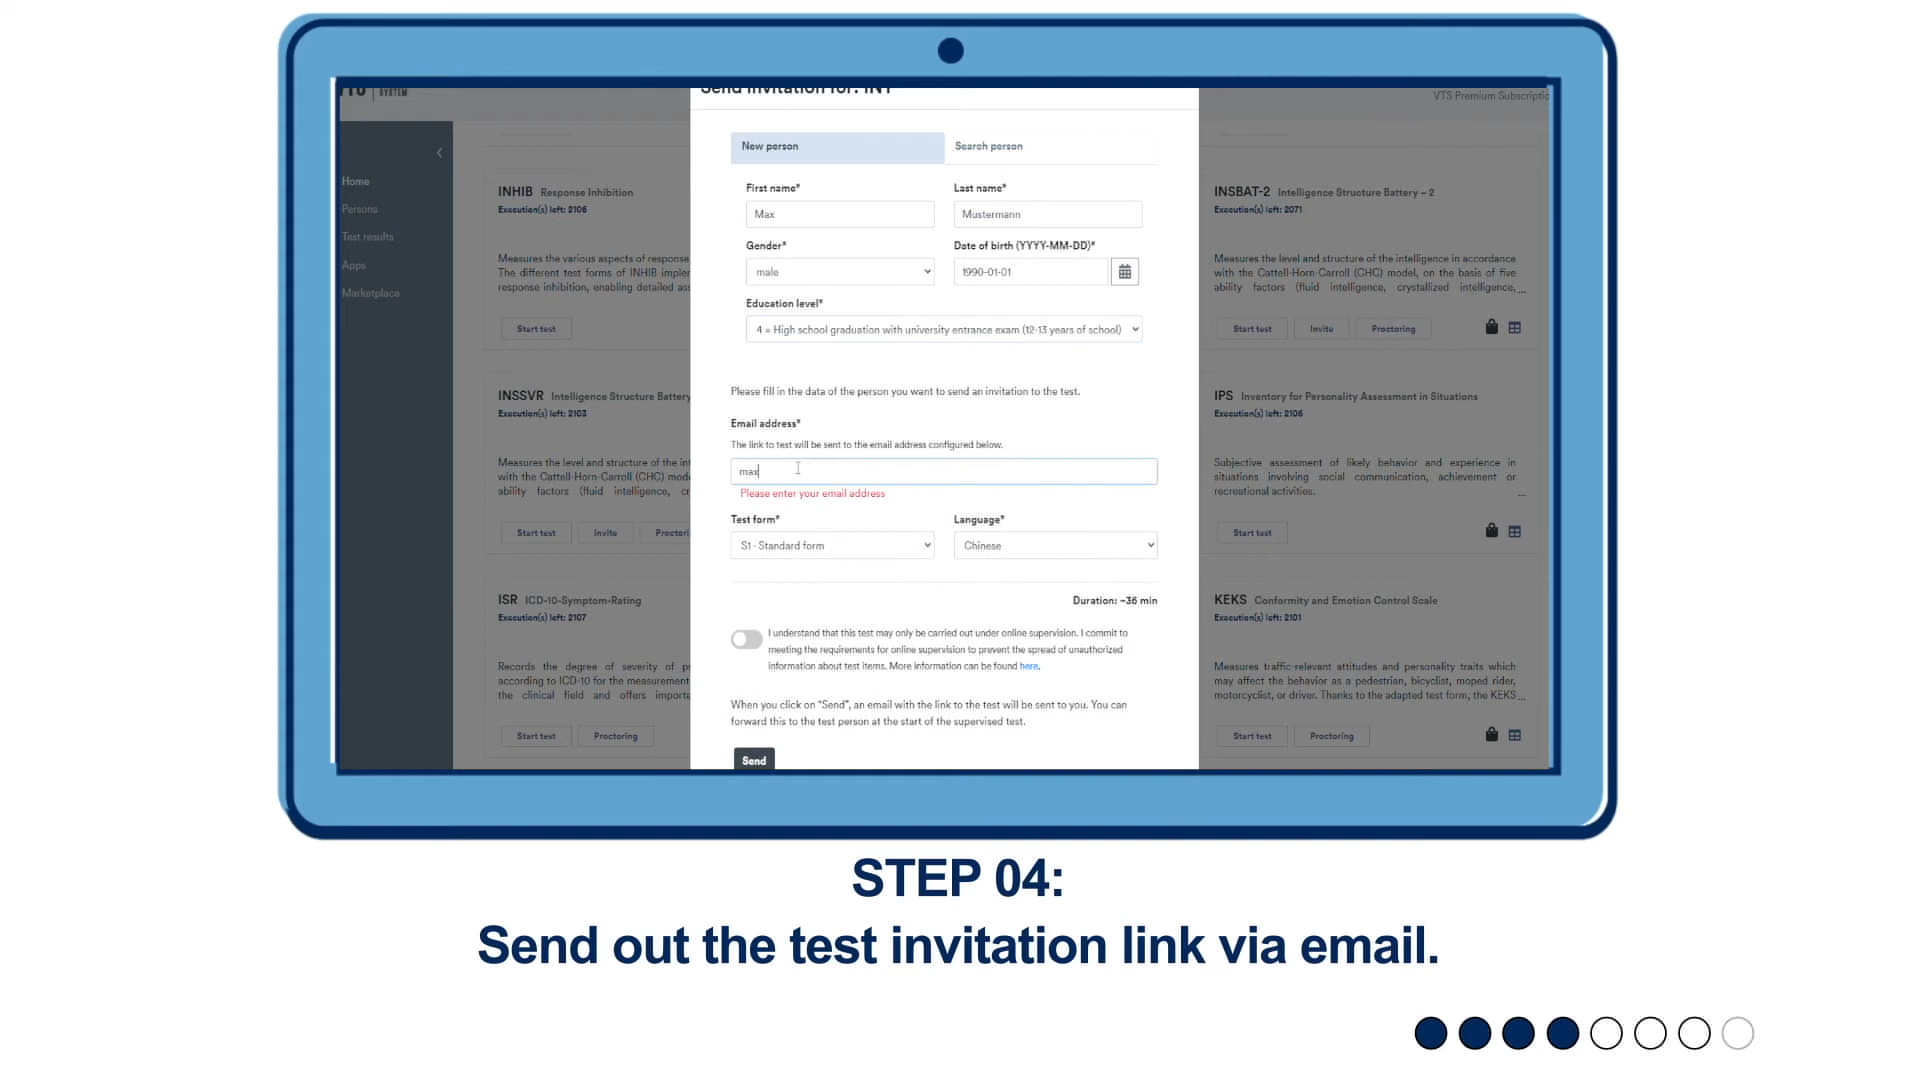 SYSTEM
Send invitation for: INT
VTS Premium Subscriptio
Home
Persons
Test results
Apps
Marketplace
INHIB Response Inhibition
Execution(s) left: 2106
Measures the various aspects of response
The different test forms of INHIB impler
response inhibition, enabling detailed as
Start test
INSSVR Intelligence Structure Battery
Execution(s) left: 2103
Measures the level and structure of the int
with the Cattell-Horn-Carroll (CHC) mode
ability factors (fluid intelligence, cr
Start test
Invite
Proctori
ISR ICD-10-Symptom-Rating
Execution(s) left: 2107
Records the degree of severity of ps
according to ICD-10 for the measurement
the clinical field and offers importa
Start test
Proctoring
New person
Search person
First name*
Last name*
Max
Mustermann
Gender*
Date of birth (YYYY-MM-DD)*
male
1990-01-01
Education level*
4 = High school graduation with university entrance exam (12-13 years of school)
Please fill in the data of the person you want to send an invitation to the test.
Email address*
The link to test will be sent to the email address configured below.
max
Please enter your email address
Test form*
Language*
S1 - Standard form
Chinese
Duration: ~36 min
I understand that this test may only be carried out under online supervision. I commit to
meeting the requirements for online supervision to prevent the spread of unauthorized
information about test items. More information can be found here.
When you click on "Send", an email with the link to the test will be sent to you. You can
forward this to the test person at the start of the supervised test.
Send
INSBAT-2 Intelligence Structure Battery – 2
Execution(s) left: 2071
Measures the level and structure of the intelligence in accordance
with the Cattell-Horn-Carroll (CHC) model, on the basis of five
ability factors (fluid intelligence, crystallized intelligence, ...
Start test
Invite
Proctoring
IPS Inventory for Personality Assessment in Situations
Execution(s) left: 2106
Subjective assessment of likely behavior and experience in
situations involving social communication, achievement or
recreational activities. ...
Start test
KEKS Conformity and Emotion Control Scale
Execution(s) left: 2101
Measures traffic-relevant attitudes and personality traits which
may affect the behavior as a pedestrian, bicyclist, moped rider,
motorcyclist, or driver. Thanks to the adapted test form, the KEKS ...
Start test
Proctoring
STEP 04:
Send out the test invitation link via email.